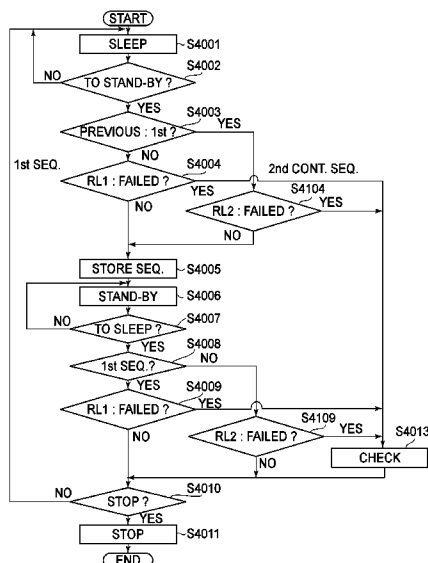 START
SLEEP
S4001
S4002
TO STAND-BY ?
NO
YES
S4003
PREVIOUS : 1st ?
YES
NO
1st SEQ.
S4004
RL1 : FAILED ?
YES
NO
2nd CONT. SEQ.
S4104
RL2 : FAILED ?
YES
NO
STORE SEQ.
S4005
STAND-BY
S4006
S4007
TO SLEEP ?
NO
YES
S4008
1st SEQ.?
NO
YES
S4009
RL1 : FAILED ?
YES
NO
S4109
RL2 : FAILED ?
YES
NO
S4013
CHECK
S4010
STOP ?
NO
YES
STOP
S4011
END